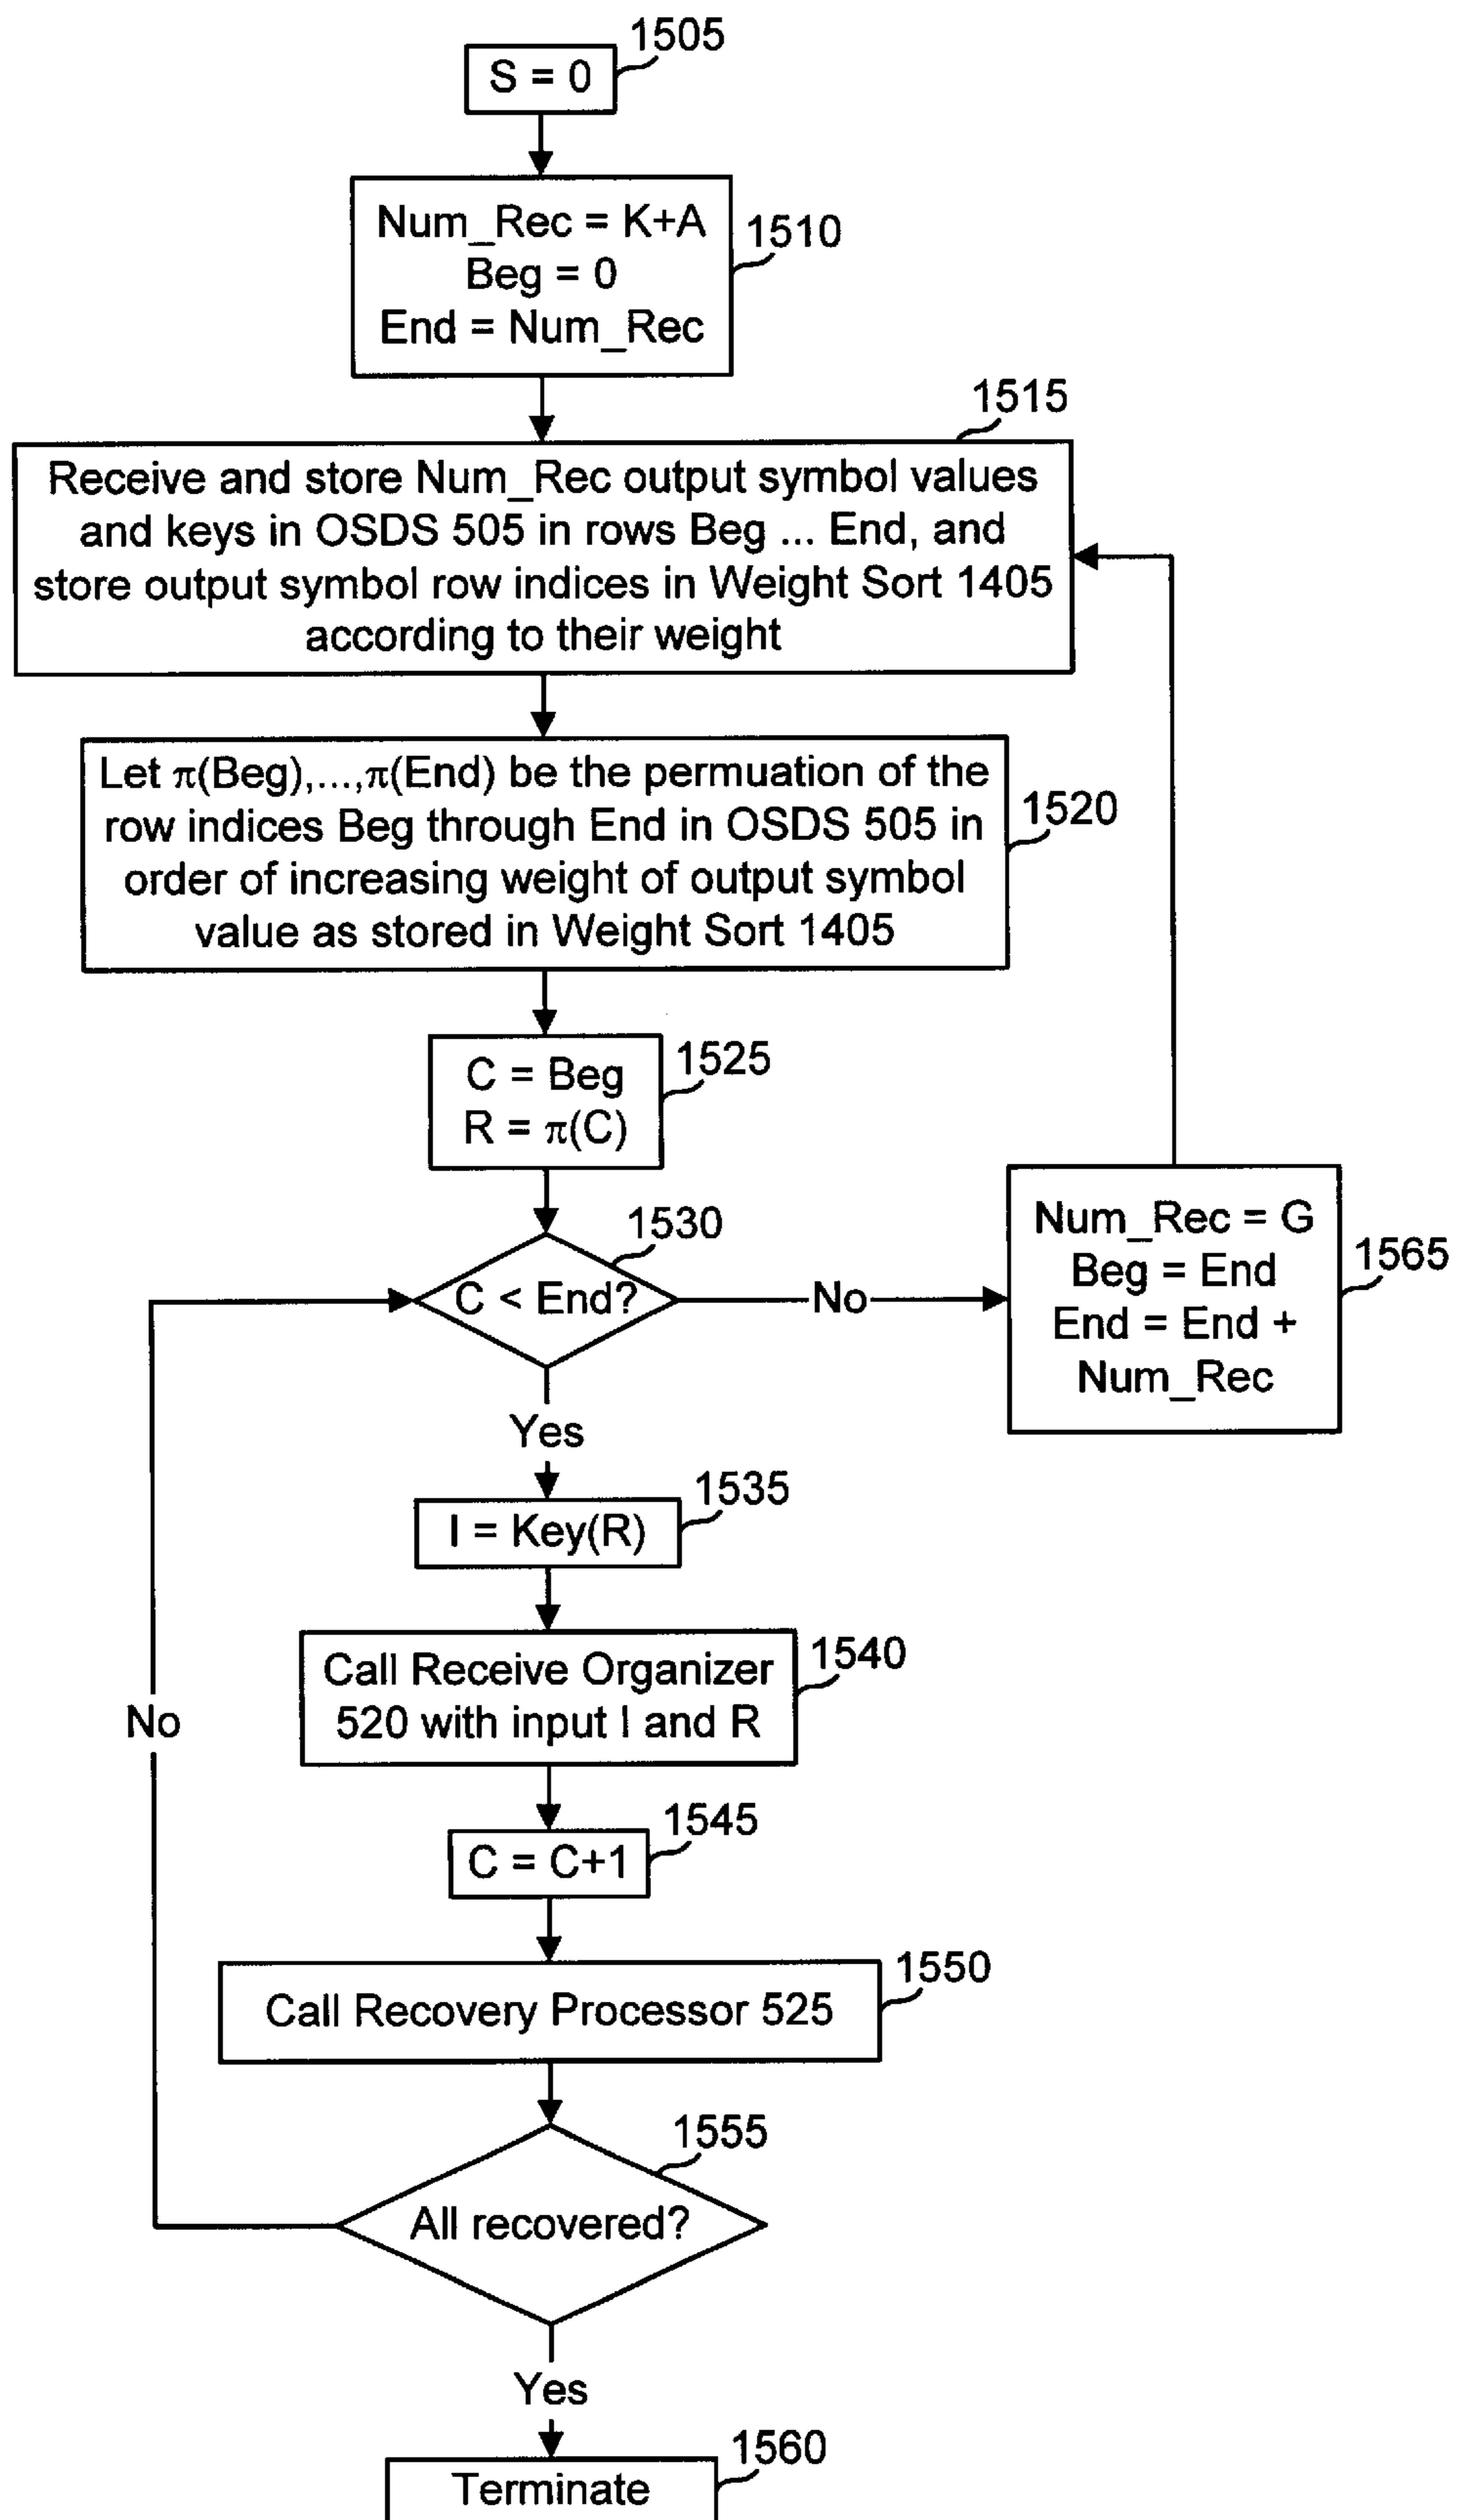 1505
S = 0
Num_Rec = K+A
Beg = 0
End = Num_Rec
1510
1515
Receive and store Num_Rec output symbol values
and keys in OSDS 505 in rows Beg ... End, and
store output symbol row indices in Weight Sort 1405
according to their weight
Let π(Beg),...,π(End) be the permuation of the
row indices Beg through End in OSDS 505 in
order of increasing weight of output symbol
value as stored in Weight Sort 1405
1520
C = Beg
R = π(C)
1525
1530
C < End?
No
Num_Rec = G
Beg = End
End = End +
Num_Rec
1565
Yes
1535
I = Key(R)
Call Receive Organizer
520 with input I and R
1540
No
1545
C = C+1
1550
Call Recovery Processor 525
1555
All recovered?
Yes
1560
Terminate